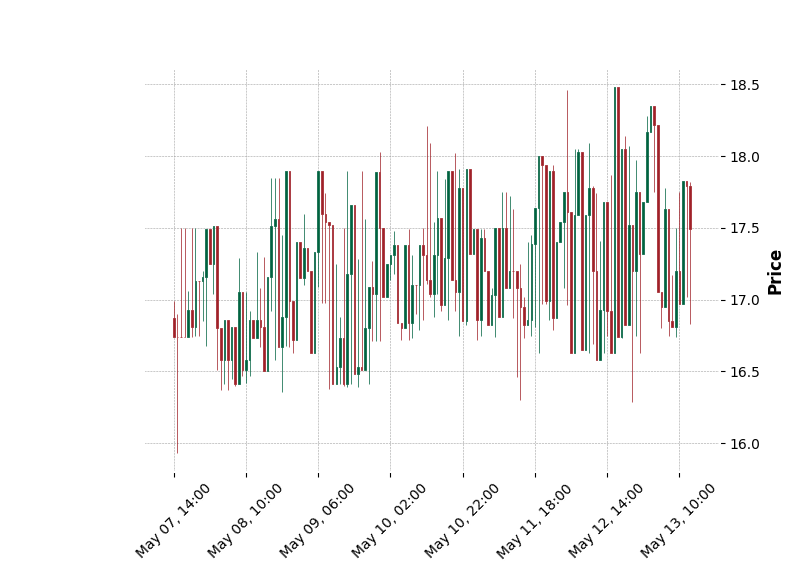 18.5
18.0
17.5
17.0
16.5
16.0
Price
May 07, 14:00
May 08, 10:00
May 09, 06:00
May 10, 02:00
May 10, 22:00
May 11, 18:00
May 12, 14:00
May 13, 10:00